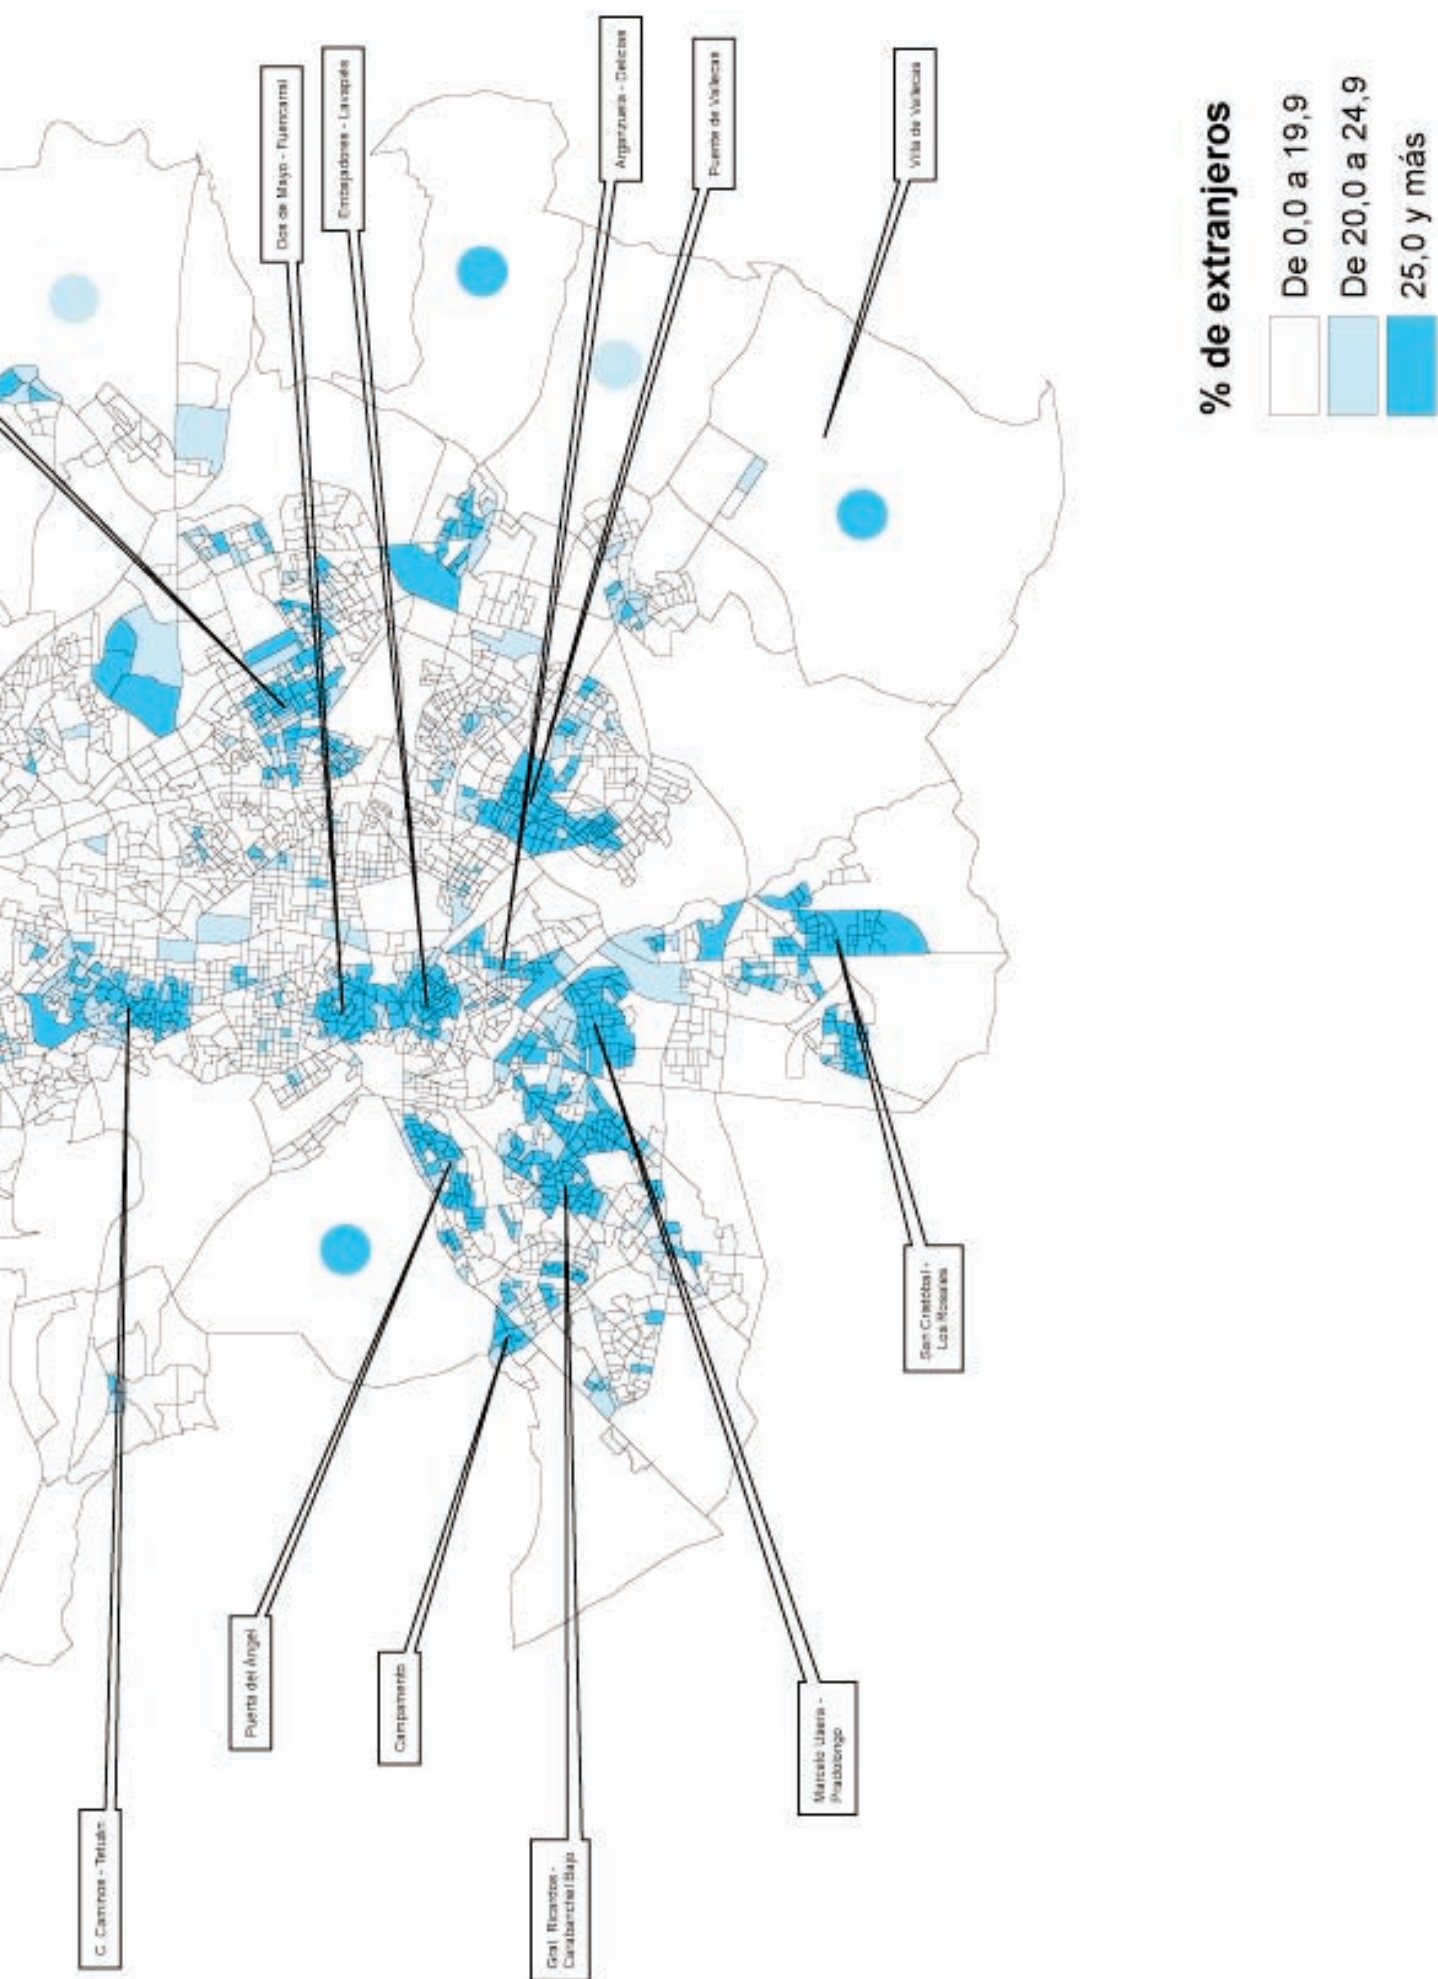 Dos de Mayo - Fuencarral
Embajadores - Lavapiés
Arganzuera - Delicias
Puente de Vallecas
Villa de Vallecas
C. Caminos - Tetuán
Puerta del Ángel
Campamento
Gral. Ricardos -
Carabanchel Bajo
Marcelo Usera -
Pradolongo
San Cristobal -
Los Rosales
% de extranjeros
De 0,0 a 19,9
De 20,0 a 24,9
25,0 y más